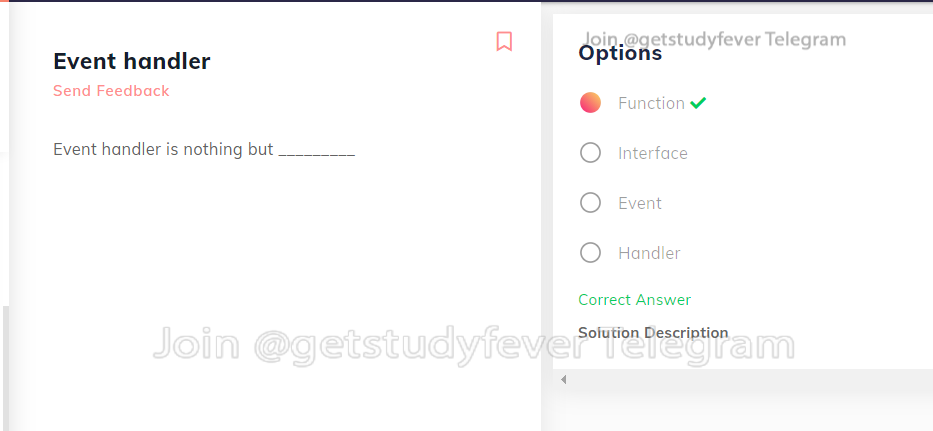 Event handler
Send Feedback
Event handler is nothing but _________
Join @getstudyfever Telegram
Options
Function
Interface
Event
Handler
Correct Answer
Solution Description
Join @getstudyfever Telegram